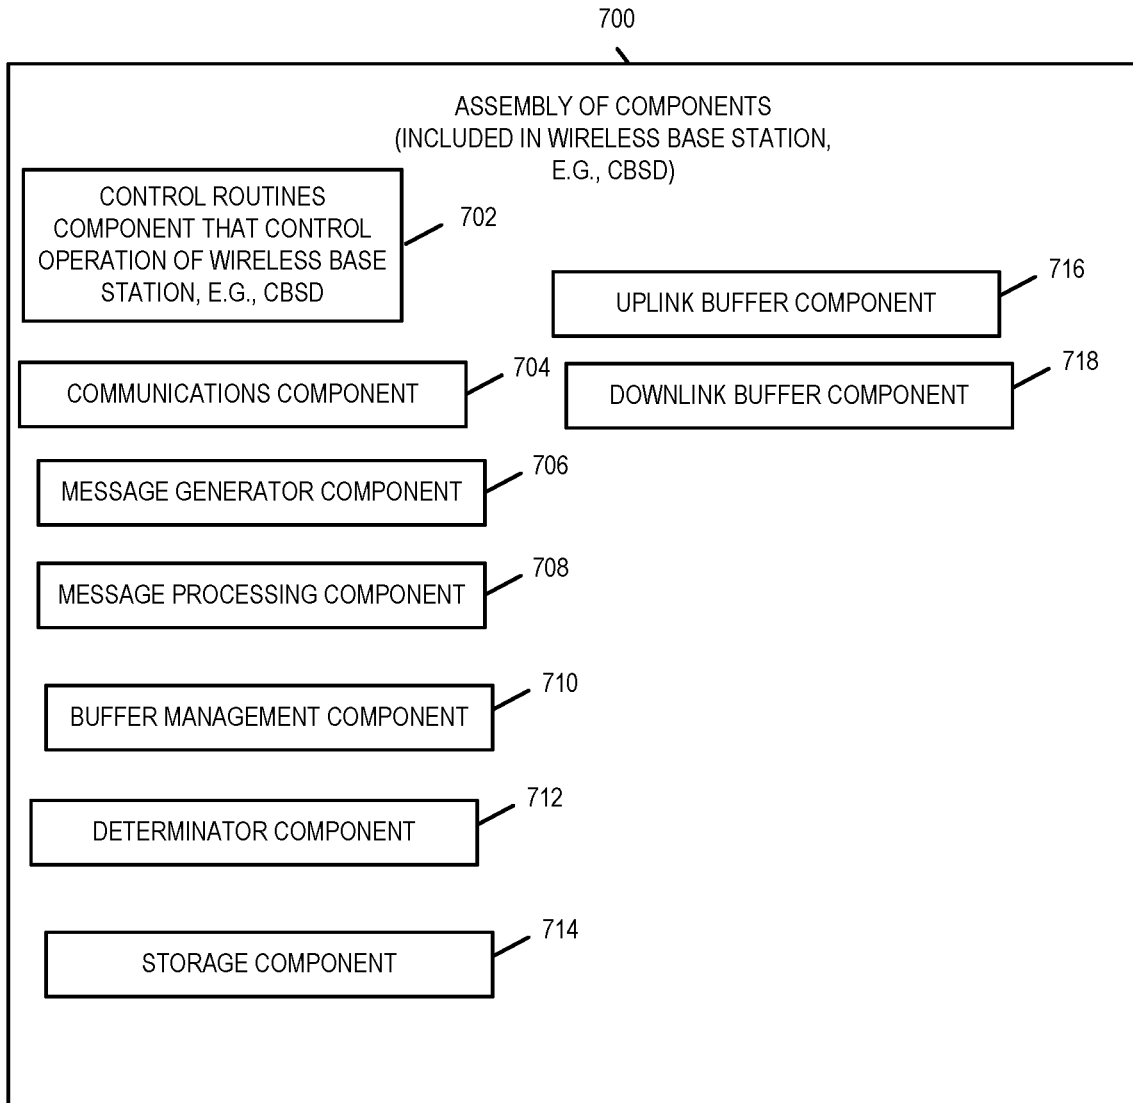 700
ASSEMBLY OF COMPONENTS
(INCLUDED IN WIRELESS BASE STATION,
E.G., CBSD)
CONTROL ROUTINES
COMPONENT THAT CONTROL
OPERATION OF WIRELESS BASE
STATION, E.G., CBSD
702
UPLINK BUFFER COMPONENT
716
COMMUNICATIONS COMPONENT
704
DOWNLINK BUFFER COMPONENT
718
MESSAGE GENERATOR COMPONENT
706
MESSAGE PROCESSING COMPONENT
708
BUFFER MANAGEMENT COMPONENT
710
DETERMINATOR COMPONENT
712
STORAGE COMPONENT
714